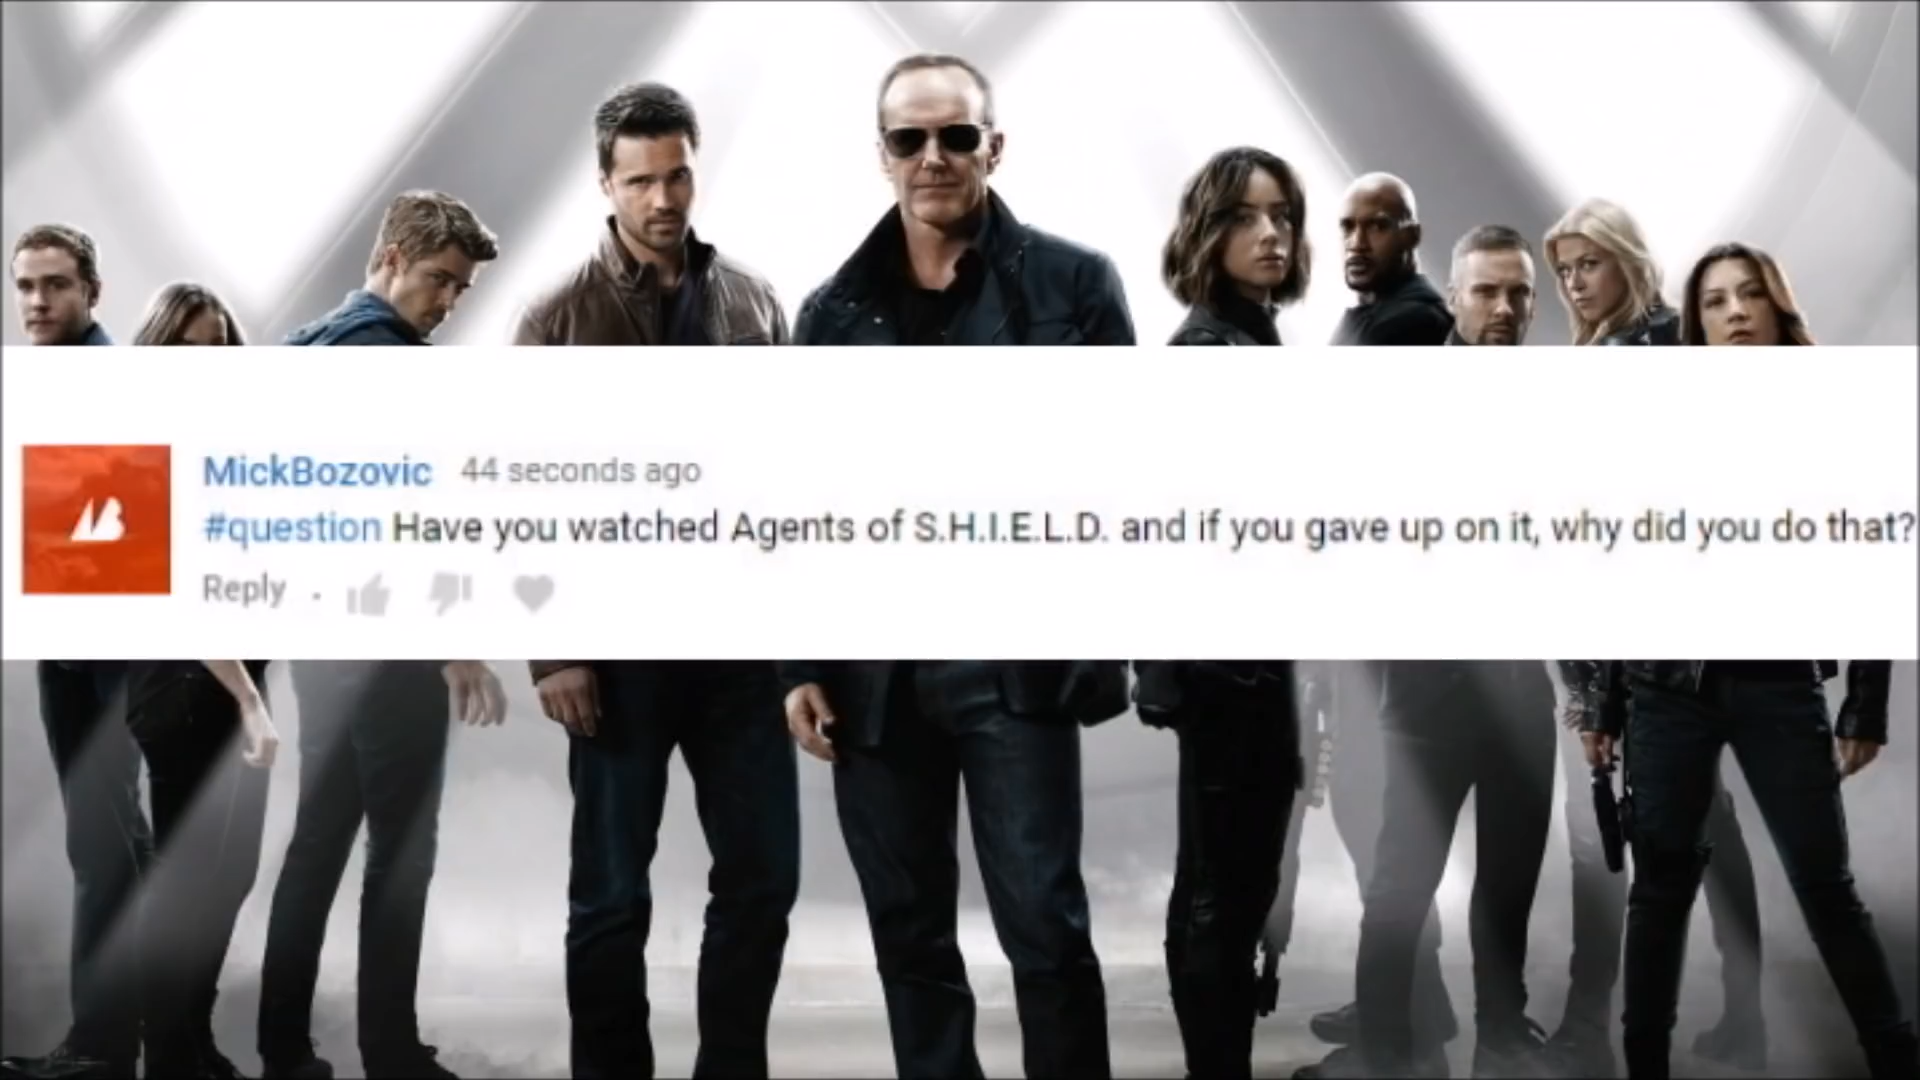 MickBozovic 44 seconds ago
#question Have you watched Agents of S.H.I.E.L.D. and if you gave up on it, why did you do that?
Reply .